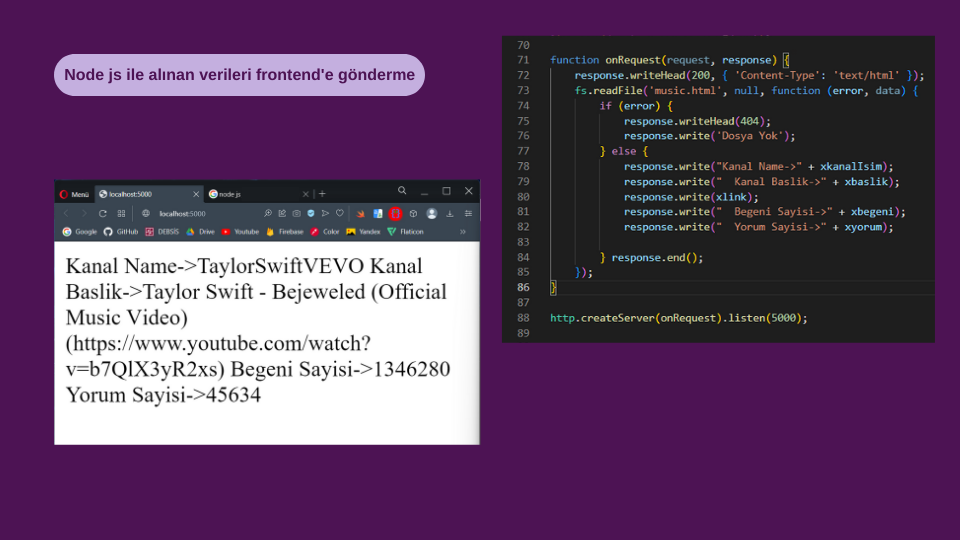 Node js ile alınan verileri frontend'e gönderme
Menü
localhost:5000
node js
localhost:5000
Google
GitHub
DEBSİS
Drive
Youtube
Firebase
Color
Yandex
Flaticon
Kanal Name->TaylorSwiftVEVO Kanal
Baslik->Taylor Swift - Bejeweled (Official
Music Video)
(https://www.youtube.com/watch?
v=b7QlX3yR2xs) Begeni Sayisi->1346280
Yorum Sayisi->45634
70
71 function onRequest(request, response) {
72 response.writeHead(200, { 'Content-Type': 'text/html' });
73 fs.readFile('music.html', null, function (error, data) {
74 if (error) {
75 response.writeHead(404);
76 response.write('Dosya Yok');
77 } else {
78 response.write("Kanal Name->" + xkanalIsim);
79 response.write("  Kanal Baslik->" + xbaslik);
80 response.write(xlink);
81 response.write("  Begeni Sayisi->" + xbegeni);
82 response.write("  Yorum Sayisi->" + xyorum);
83
84 } response.end();
85 });
86 }
87
88 http.createServer(onRequest).listen(5000);
89